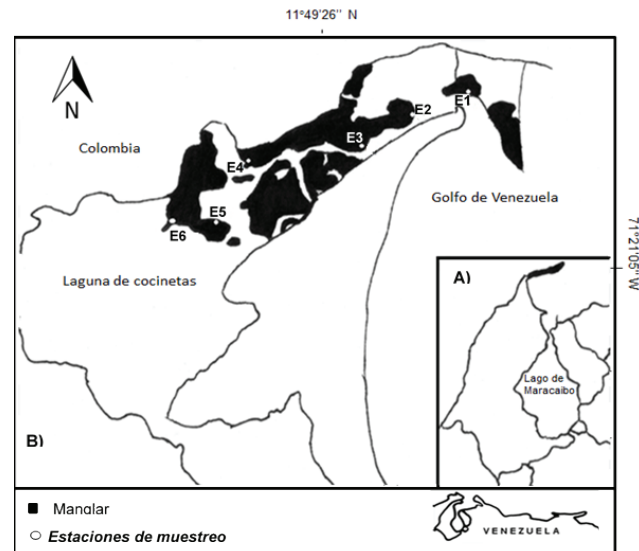 11°49'26'' N
N
E1
E2
E3
Colombia
E4
Golfo de Venezuela
E5
E6
71°21'05'' W
Laguna de cocinetas
A)
Lago de
Maracaibo
B)
Manglar
Estaciones de muestreo
VENEZUELA